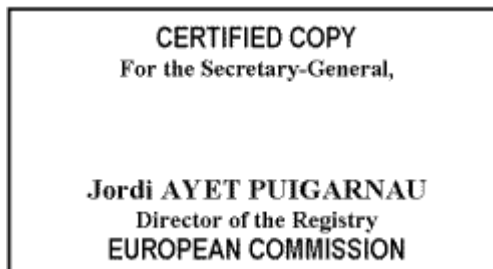 CERTIFIED COPY
For the Secretary-General,
Jordi AYET PUIGARNAU
Director of the Registry
EUROPEAN COMMISSION